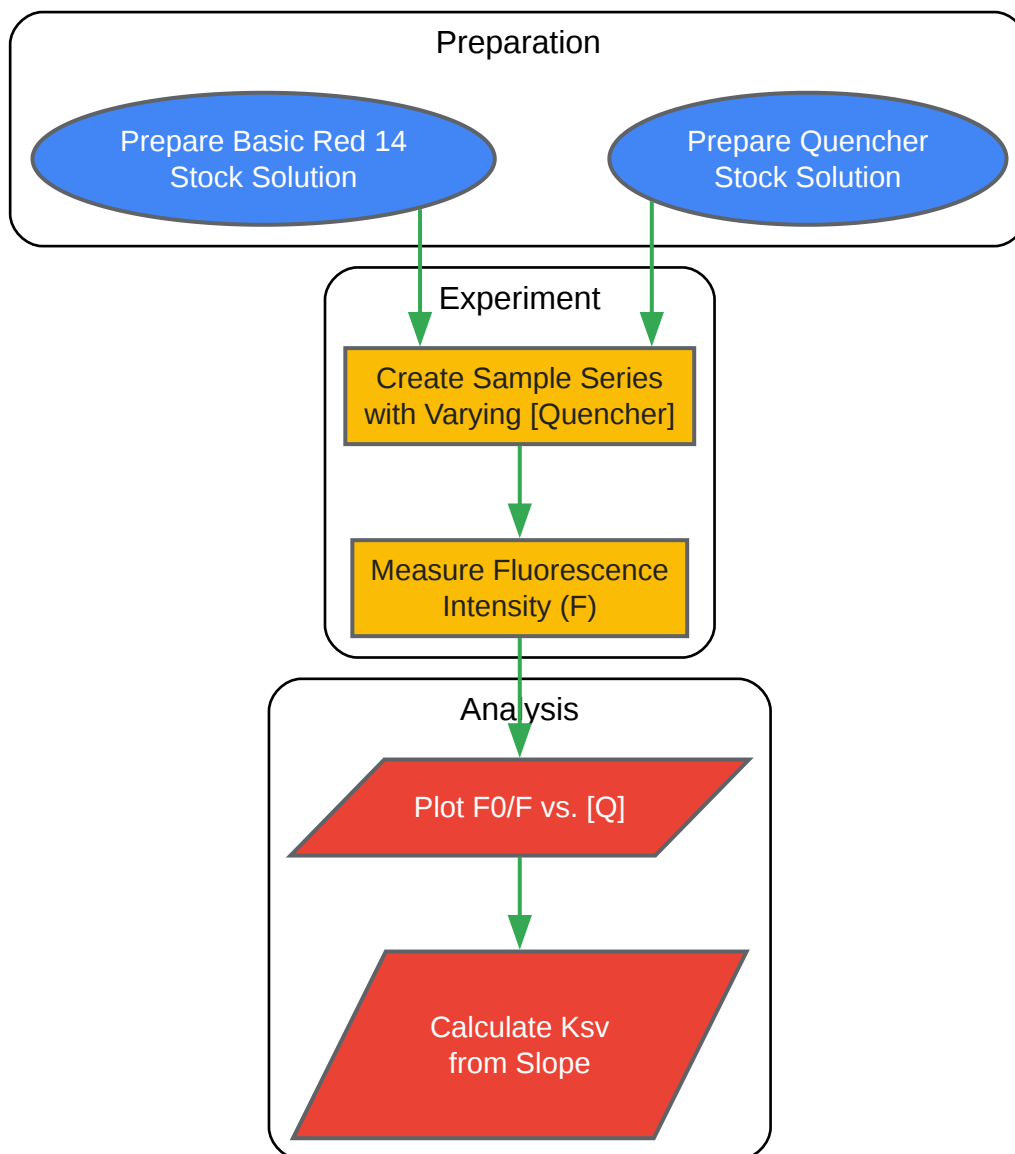 Preparation
Prepare Basic Red 14
Stock Solution
Prepare Quencher
Stock Solution
Experiment
Create Sample Series
with Varying [Quencher]
Measure Fluorescence
Intensity (F)
Analysis
Plot F0/F vs. [Q]
Calculate Ksv
from Slope